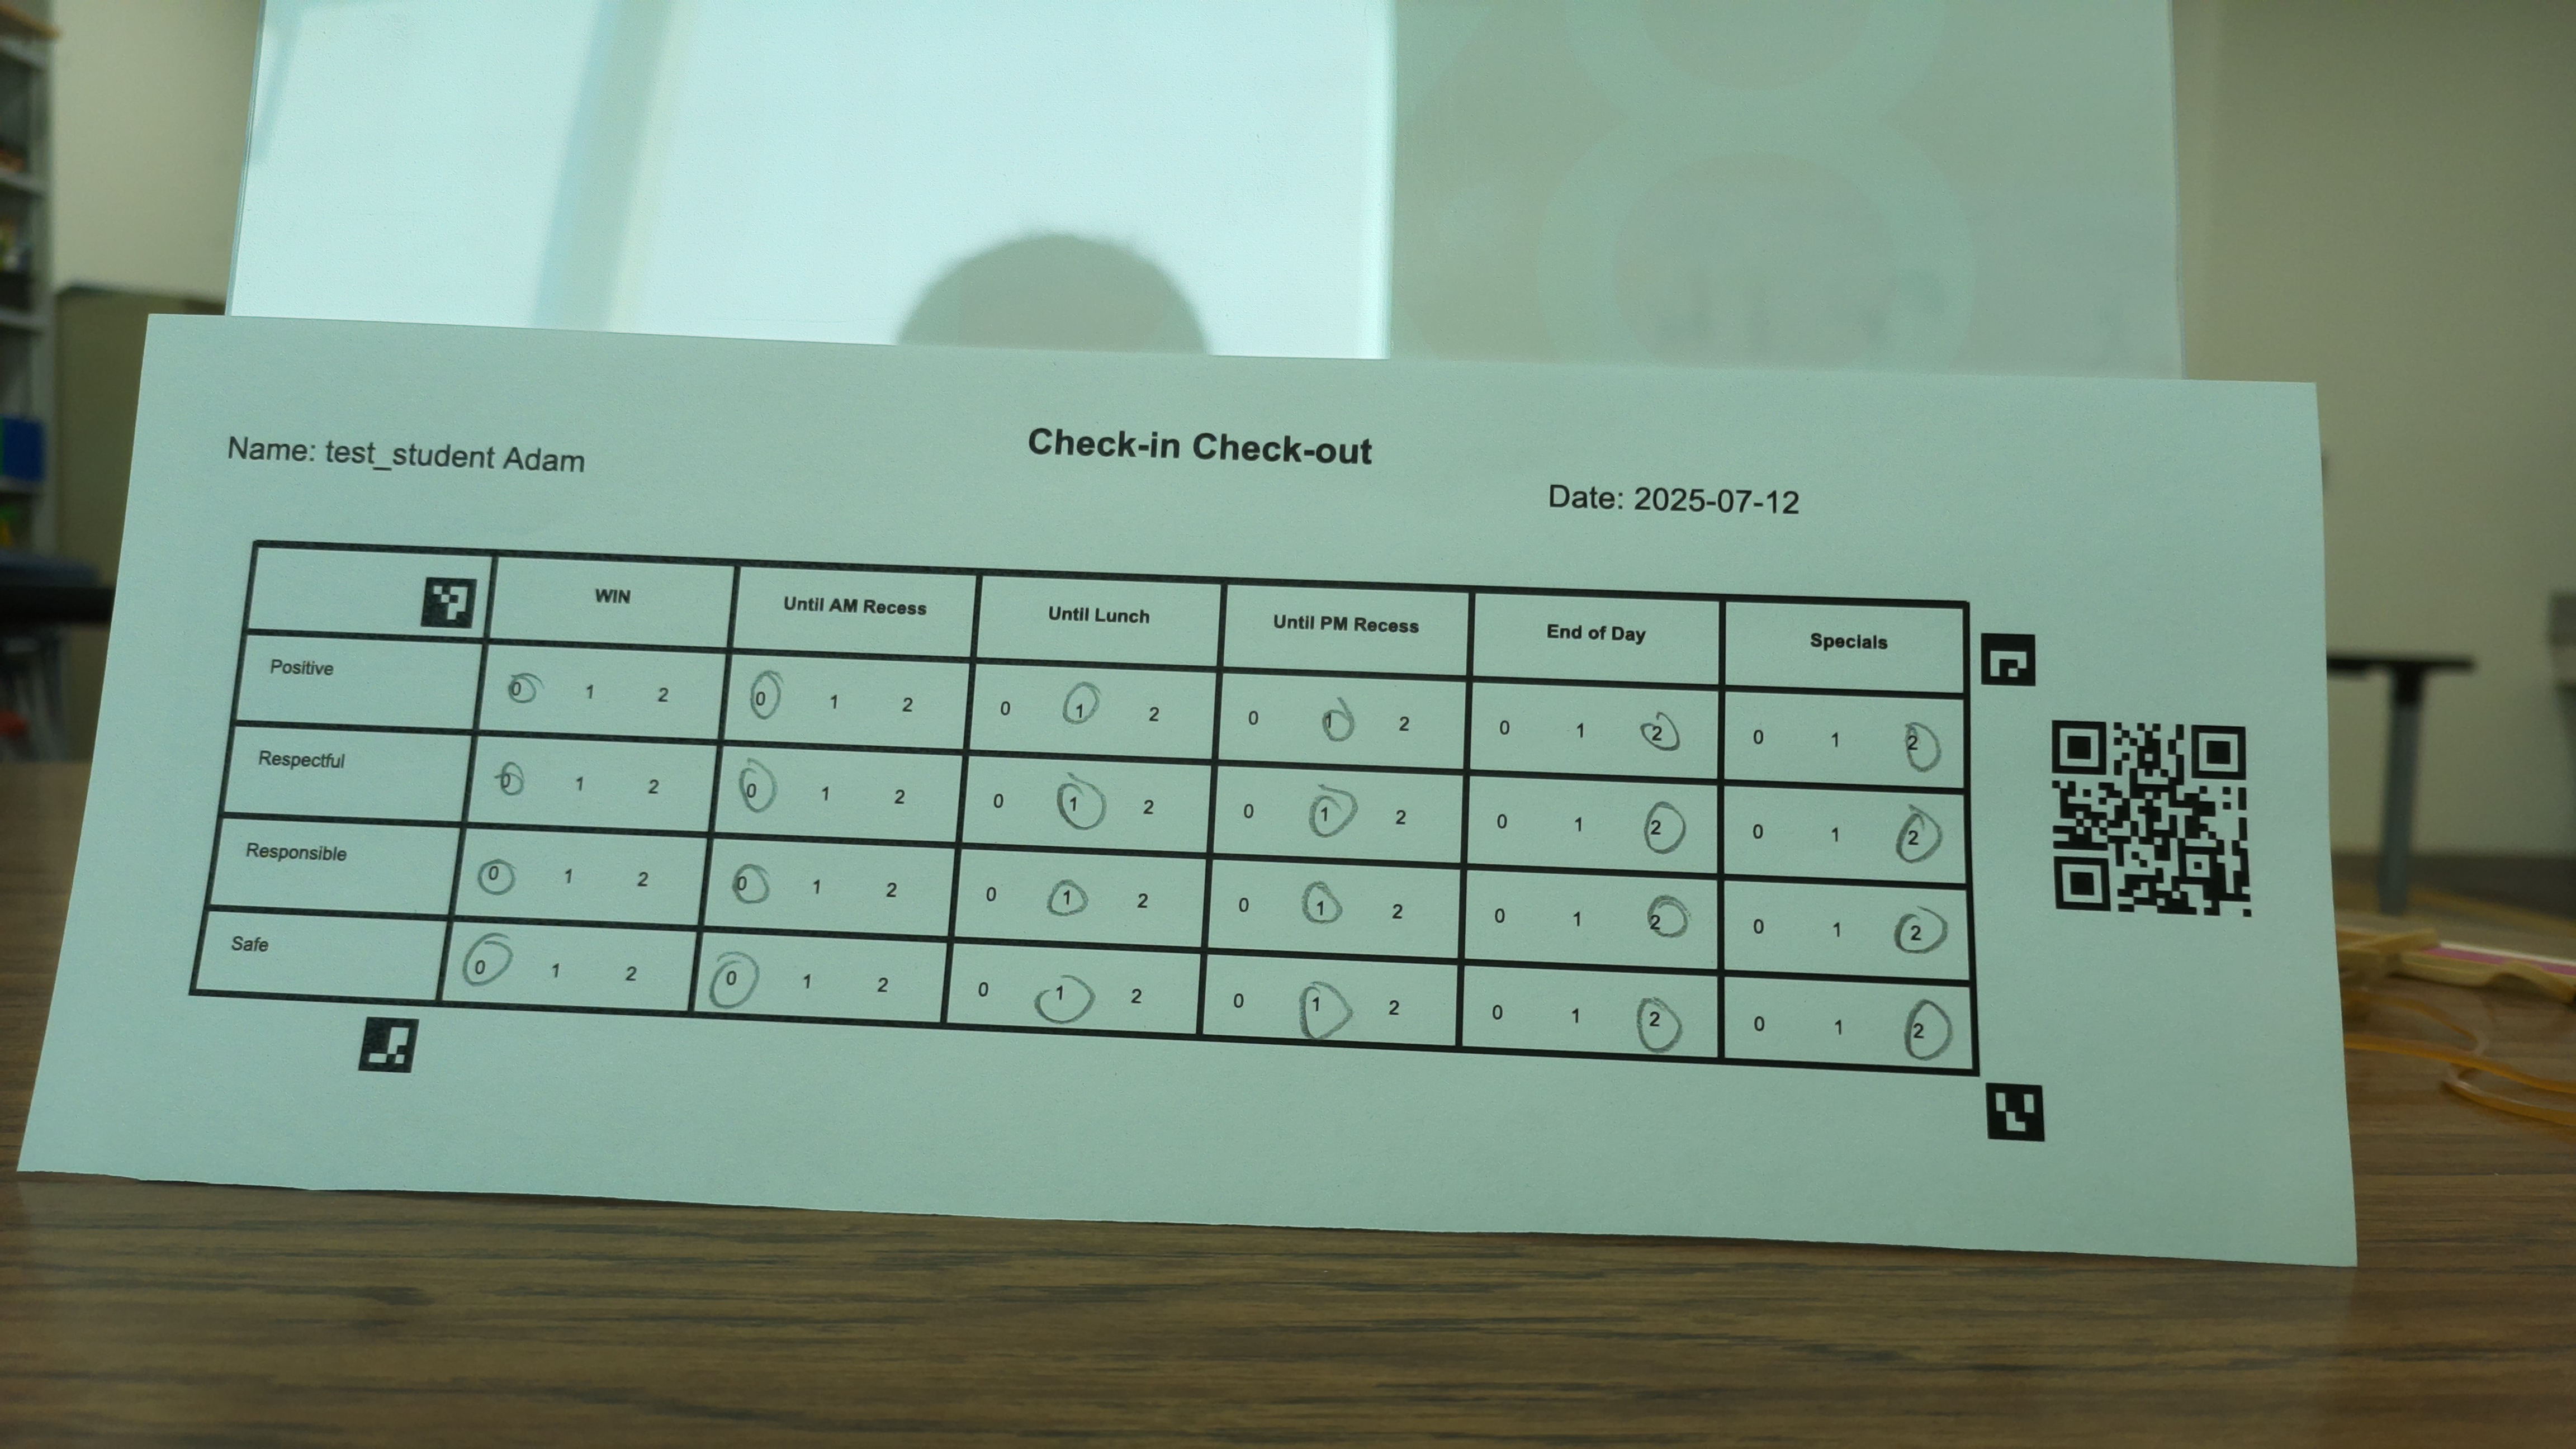 Check-in Check-out
Name: test_student Adam
Date: 2025-07-12
WIN Until AM Recess Until Lunch Until PM Recess End of Day Specials
Positive 0 1 2 0 1 2 0 1 2 0 1 2 0 1 2 0 1 2
Respectful 0 1 2 0 1 2 0 1 2 0 1 2 0 1 2 0 1 2
Responsible 0 1 2 0 1 2 0 1 2 0 1 2 0 1 2 0 1 2
Safe 0 1 2 0 1 2 0 1 2 0 1 2 0 1 2 0 1 2